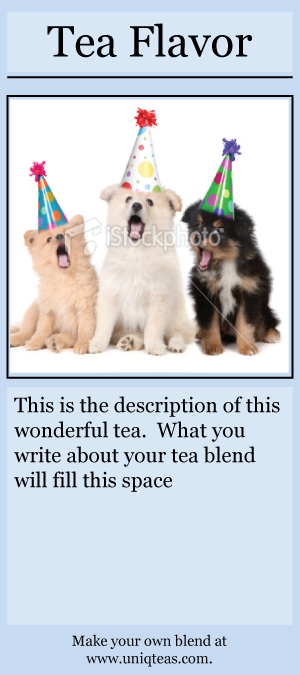 Tea Flavor
iStockphoto
This is the description of this
wonderful tea.  What you
write about your tea blend
will fill this space
Make your own blend at
www.uniqteas.com.